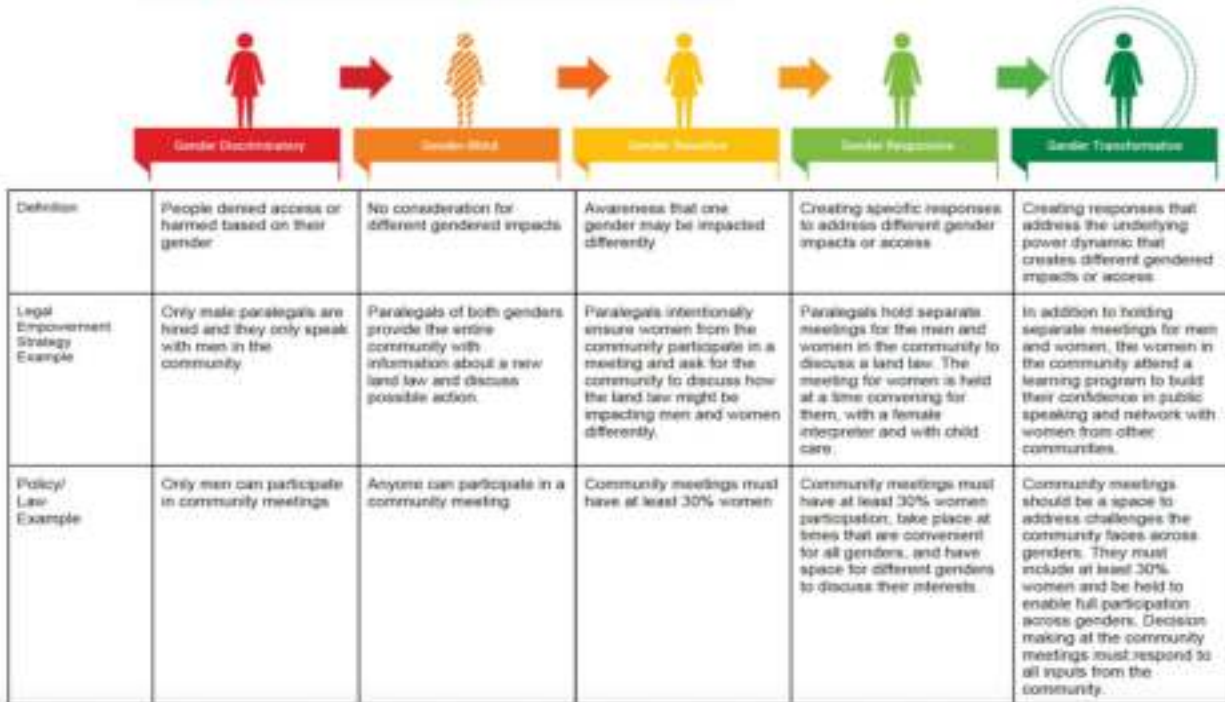 Gender Discriminatory
Gender Blind
Gender Sensitive
Gender Responsive
Gender Transformative
Definition
People denied access or
harmed based on their
gender
No consideration for
different gendered impacts
Awareness that one
gender may be impacted
differently
Creating specific responses
to address different gender
impacts or access
Creating responses that
address the underlying
power dynamic that
creates different gendered
impacts or access
Legal
Empowerment
Strategy
Example
Only male paralegals are
hired and they only speak
with men in the
community
Paralegals of both genders
provide the entire
community with
information about a new
land law and discuss
possible action.
Paralegals intentionally
ensure women from the
community participate in a
meeting and ask for the
community to discuss how
the land law might be
impacting men and women
differently.
Paralegals hold separate
meetings for the men and
women in the community to
discuss a land law. The
meeting for women is held
at a time convening for
them, with a female
interpreter and with child
care.
In addition to holding
separate meetings for men
and women, the women in
the community attend a
learning program to build
their confidence in public
speaking and network with
women from other
communities.
Policy/
Law
Example
Only men can participate
in community meetings
Anyone can participate in a
community meeting
Community meetings must
have at least 30% women
Community meetings must
have at least 30% women
participation, take place at
times that are convenient
for all genders, and have
space for different genders
to discuss their interests.
Community meetings
should be a space to
address challenges the
community faces across
genders. They must
include at least 30%
women and be held to
enable full participation
across genders. Decision
making at the community
meetings must respond to
all inputs from the
community.